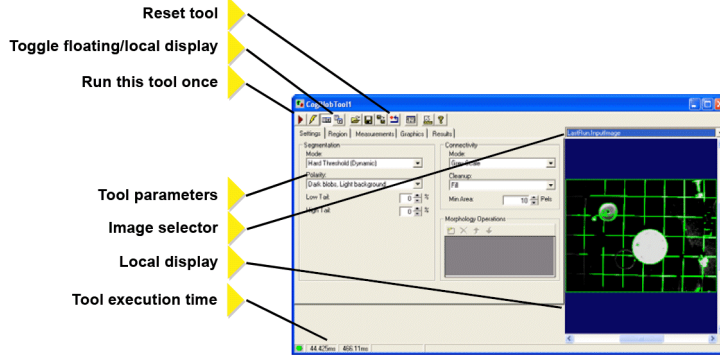 Reset tool
Toggle floating/local display
Run this tool once
CogBlobTool1
Settings Region Measurements Graphics Results
LastRun.InputImage
Segmentation
Mode:
Hard Threshold (Dynamic)
Polarity:
Dark blobs, Light background
Low Tail: 0 %
High Tail: 0 %
Connectivity
Mode:
Grey Scale
Cleanup:
Fill
Min Area: 10 Pels
Morphology Operations
Tool parameters
Image selector
Local display
Tool execution time
44.425ms 466.11ms